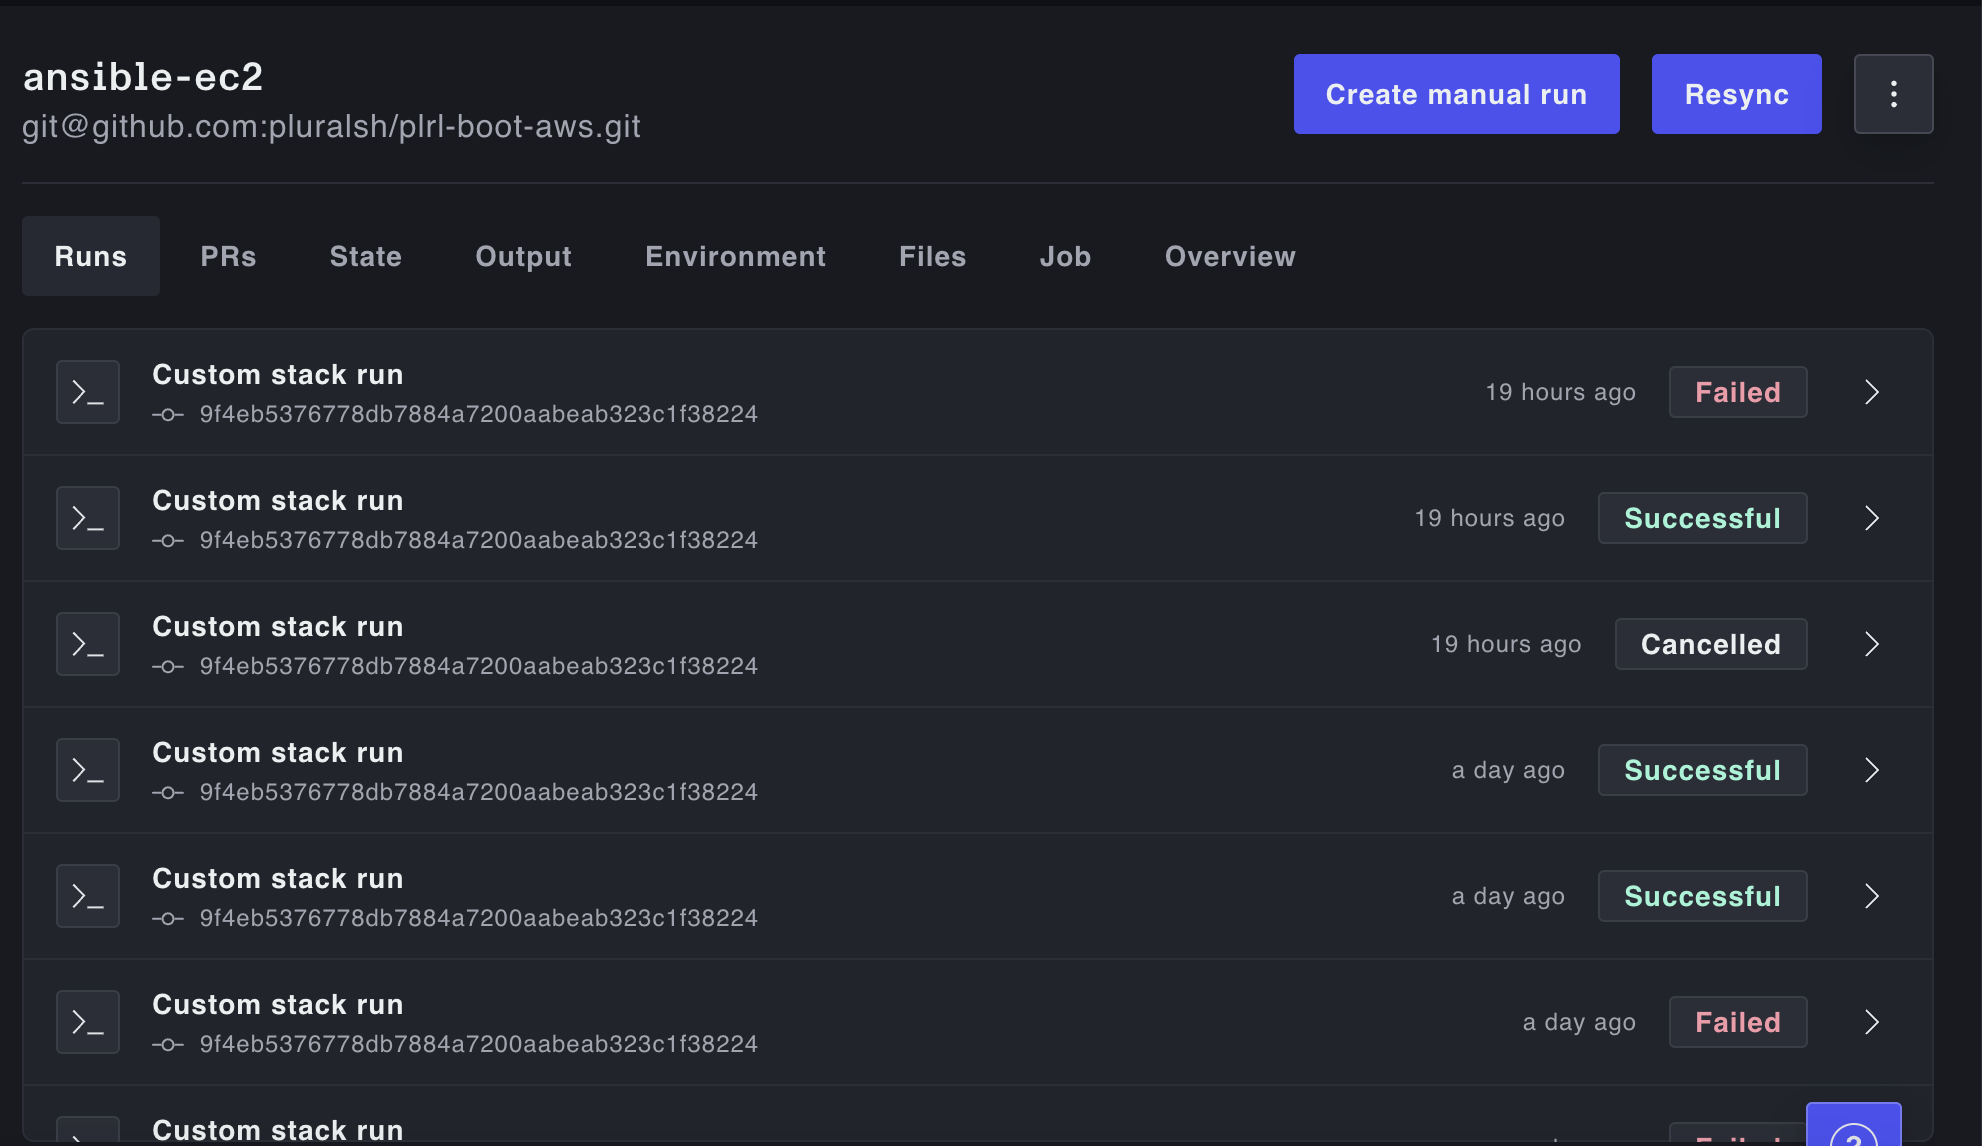 ansible-ec2
git@github.com:pluralsh/plrl-boot-aws.git
Create manual run
Resync
Runs
PRs
State
Output
Environment
Files
Job
Overview
Custom stack run
9f4eb5376778db7884a7200aabeab323c1f38224
19 hours ago
Failed
Custom stack run
9f4eb5376778db7884a7200aabeab323c1f38224
19 hours ago
Successful
Custom stack run
9f4eb5376778db7884a7200aabeab323c1f38224
19 hours ago
Cancelled
Custom stack run
9f4eb5376778db7884a7200aabeab323c1f38224
a day ago
Successful
Custom stack run
9f4eb5376778db7884a7200aabeab323c1f38224
a day ago
Successful
Custom stack run
9f4eb5376778db7884a7200aabeab323c1f38224
a day ago
Failed
Custom stack run